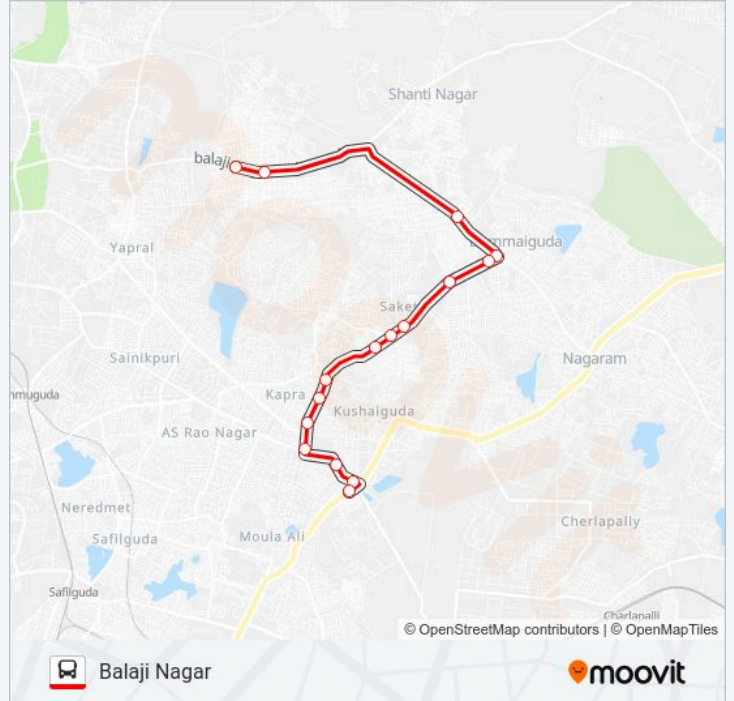 Shanti Nagar
balaji
Yapral
Saket
Sainikpuri
Nagaram
Kapra
Kushaiguda
AS Rao Nagar
Neredmet
Safilguda
Moula Ali
Cherlapally
Safilguda
© OpenStreetMap contributors | © OpenMapTiles
Balaji Nagar
moovit